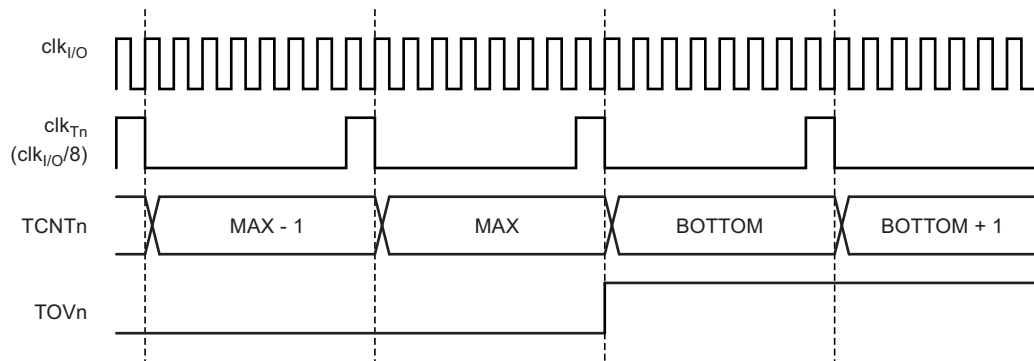 clkI/O
clkTn
(clkI/O/8)
TCNTn
MAX - 1
MAX
BOTTOM
BOTTOM + 1
TOVn